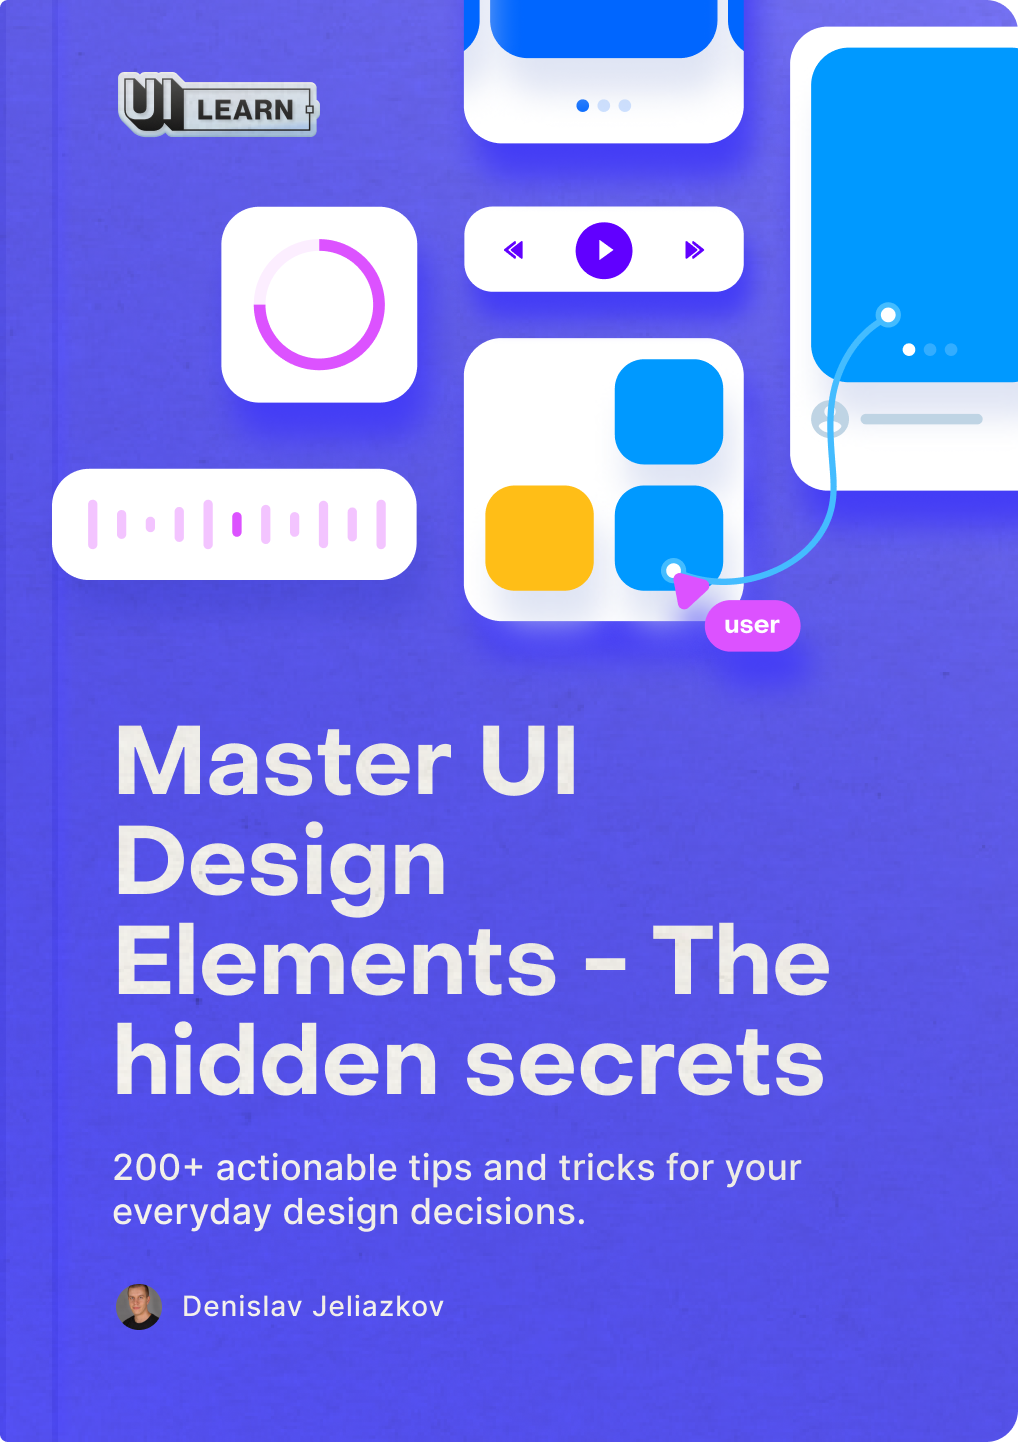 UI LEARN
user
Master UI
Design
Elements – The
hidden secrets
200+ actionable tips and tricks for your
everyday design decisions.
Denislav Jeliazkov